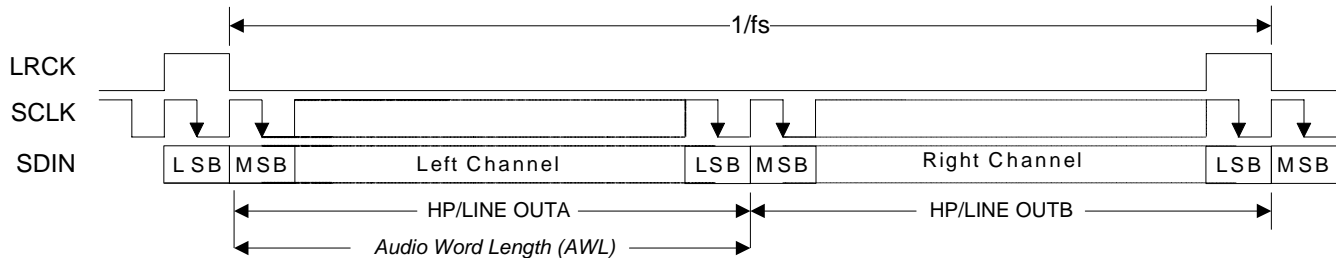 1/fs
LRCK
SCLK
SDIN LSB MSB Left Channel LSB MSB Right Channel LSB MSB
HP/LINE OUTA HP/LINE OUTB
Audio Word Length (AWL)